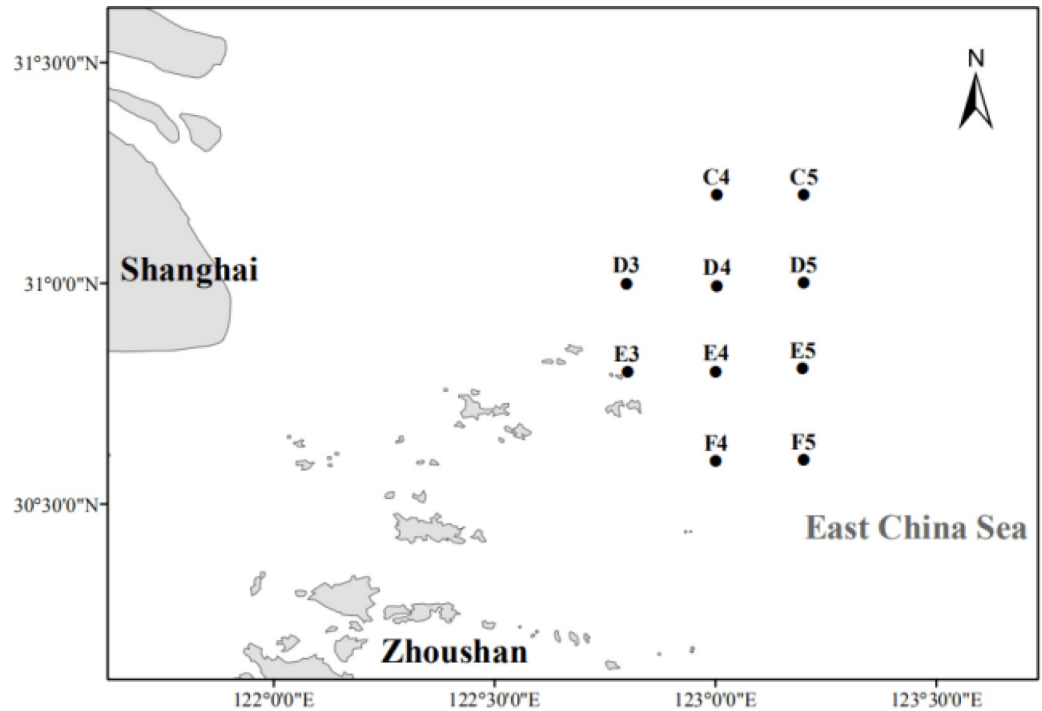 31°30'0"N
N
C4 C5
Shanghai
D3 D4 D5
31°0'0"N
E3 E4 E5
F4 F5
30°30'0"N
East China Sea
Zhoushan
122°0'0"E 122°30'0"E 123°0'0"E 123°30'0"E